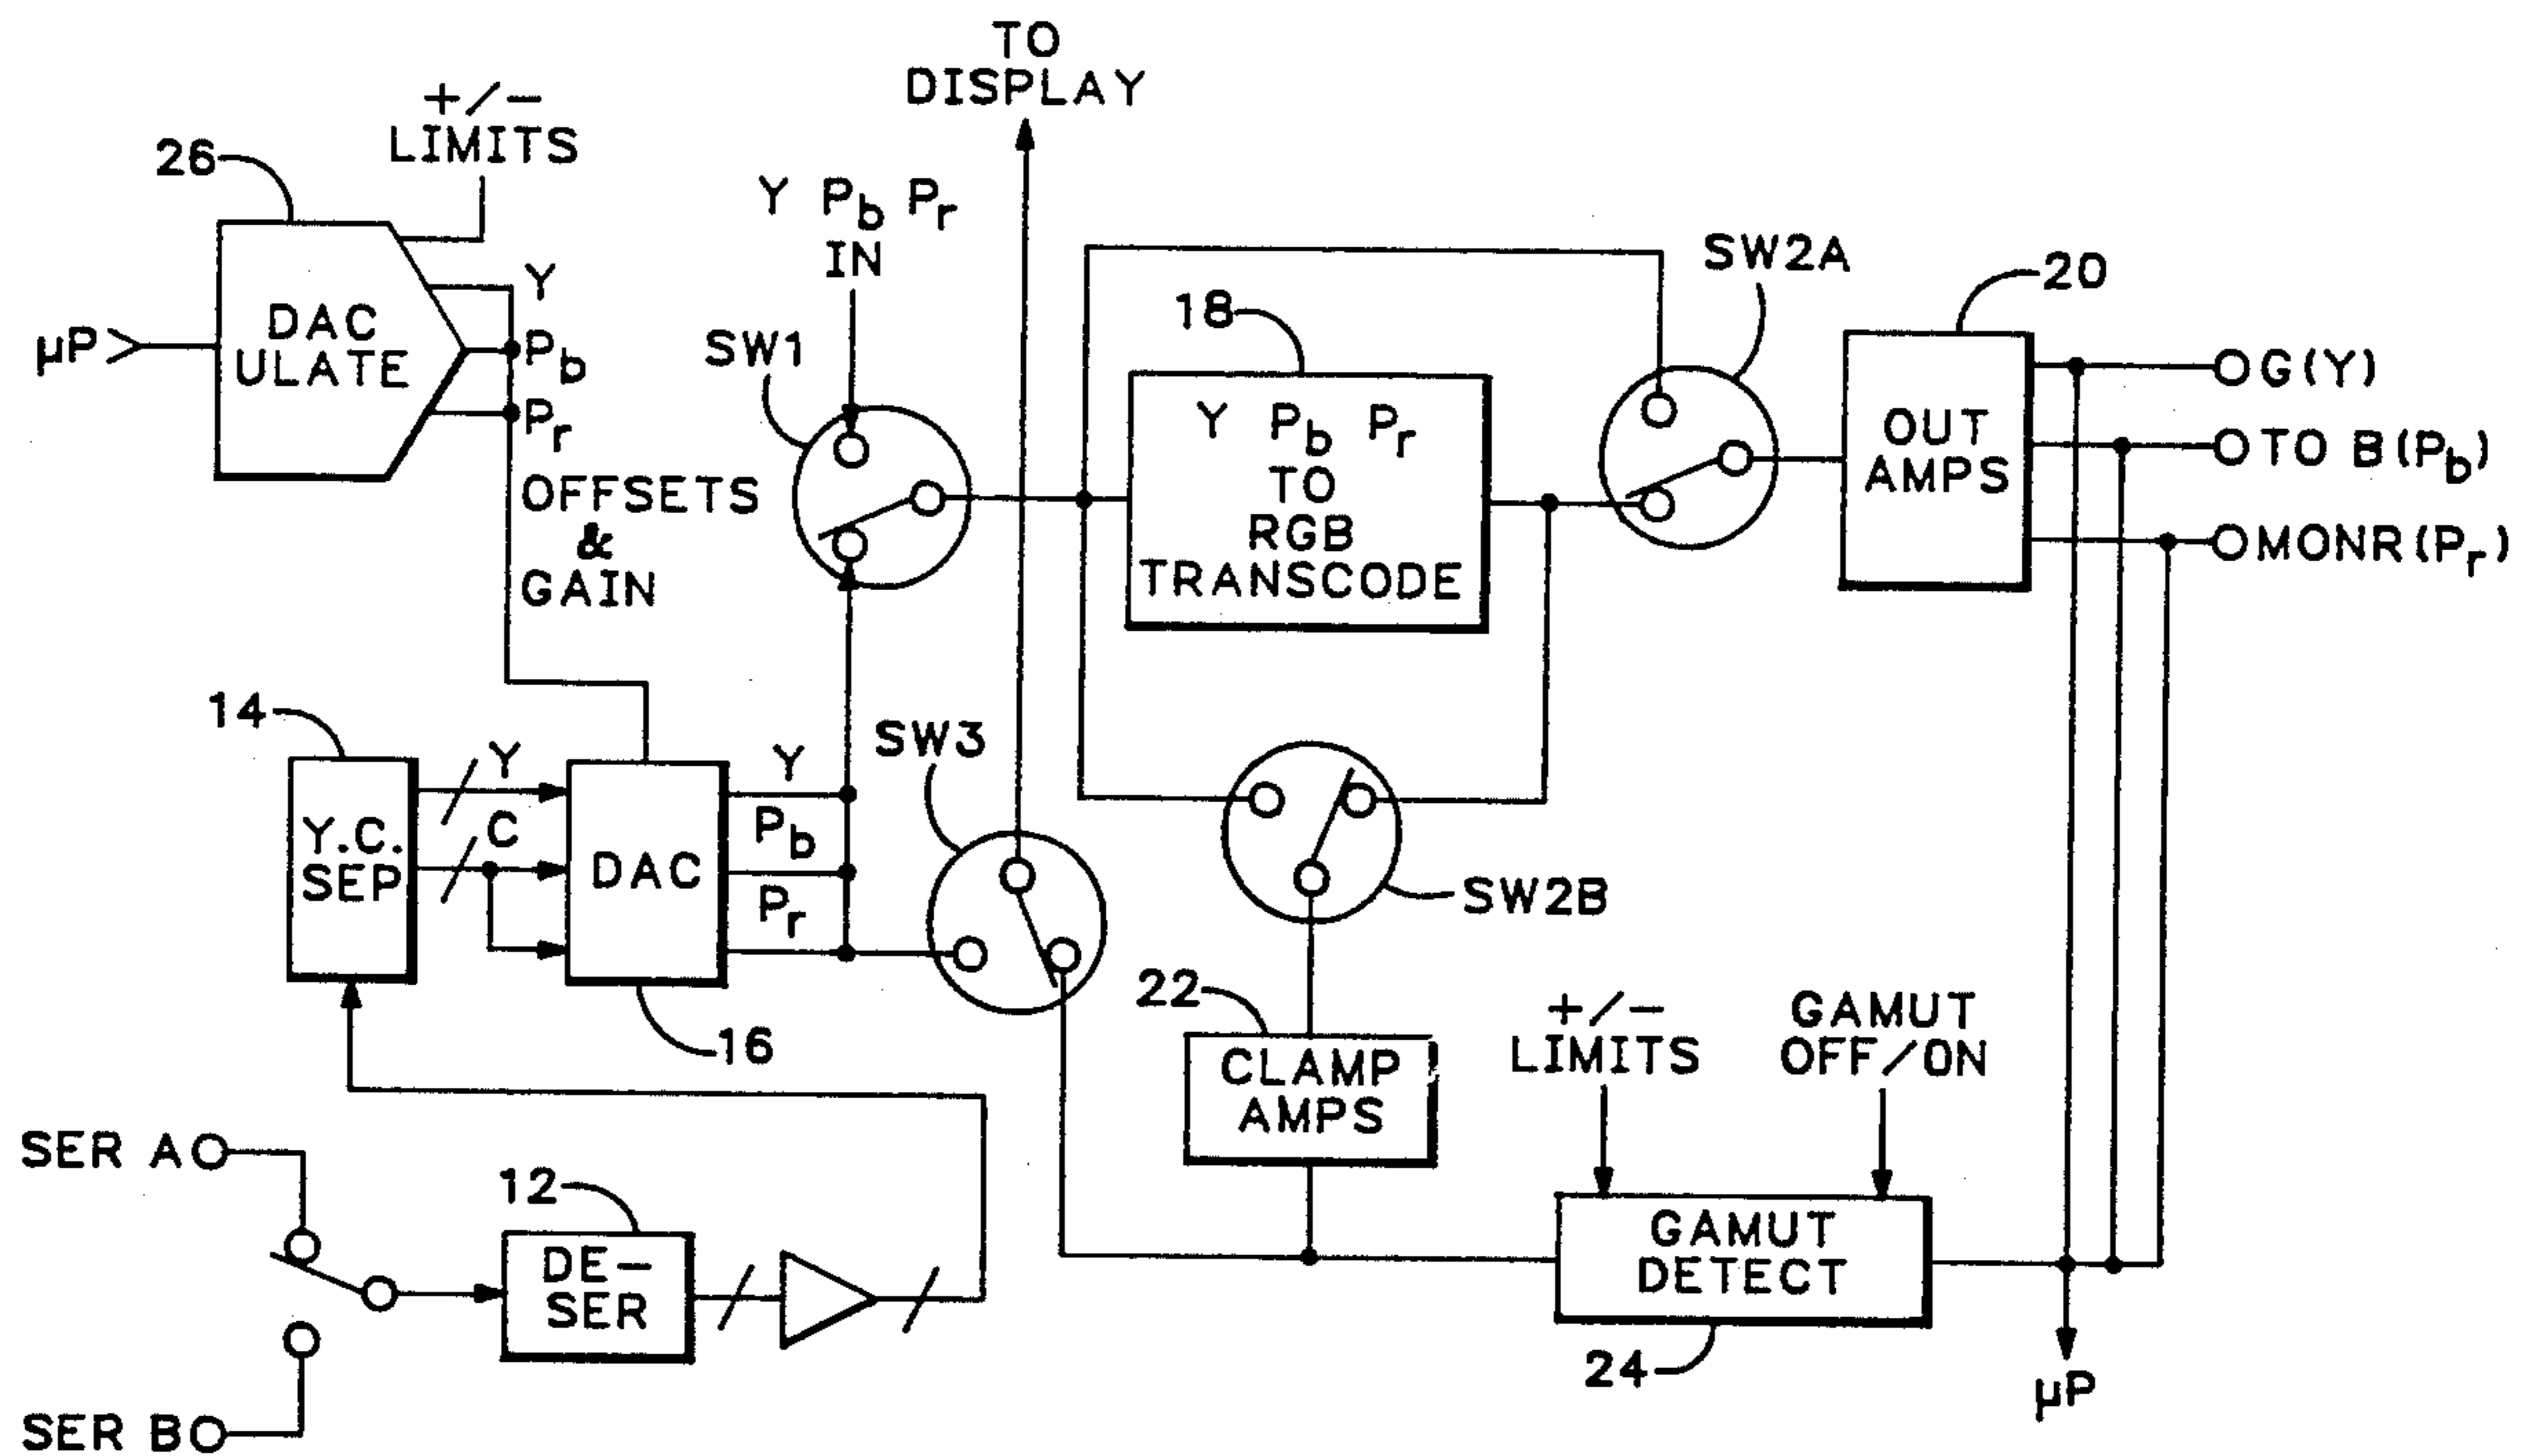 TO
DISPLAY
+/−
LIMITS
26
Y Pb Pr
IN
DAC
ULATE
µP
Y
Pb
Pr
OFFSETS
&
GAIN
SW1
18
Y Pb Pr
TO
RGB
TRANSCODE
SW2A
20
OUT
AMPS
G(Y)
TO B(Pb)
MONR(Pr)
14
Y.C.
SEP
Y
C
DAC
16
Y
Pb
Pr
SW3
SW2B
22
CLAMP
AMPS
+/−
LIMITS
GAMUT
OFF/ON
GAMUT
DETECT
24
µP
SER A
12
DE−
SER
SER B